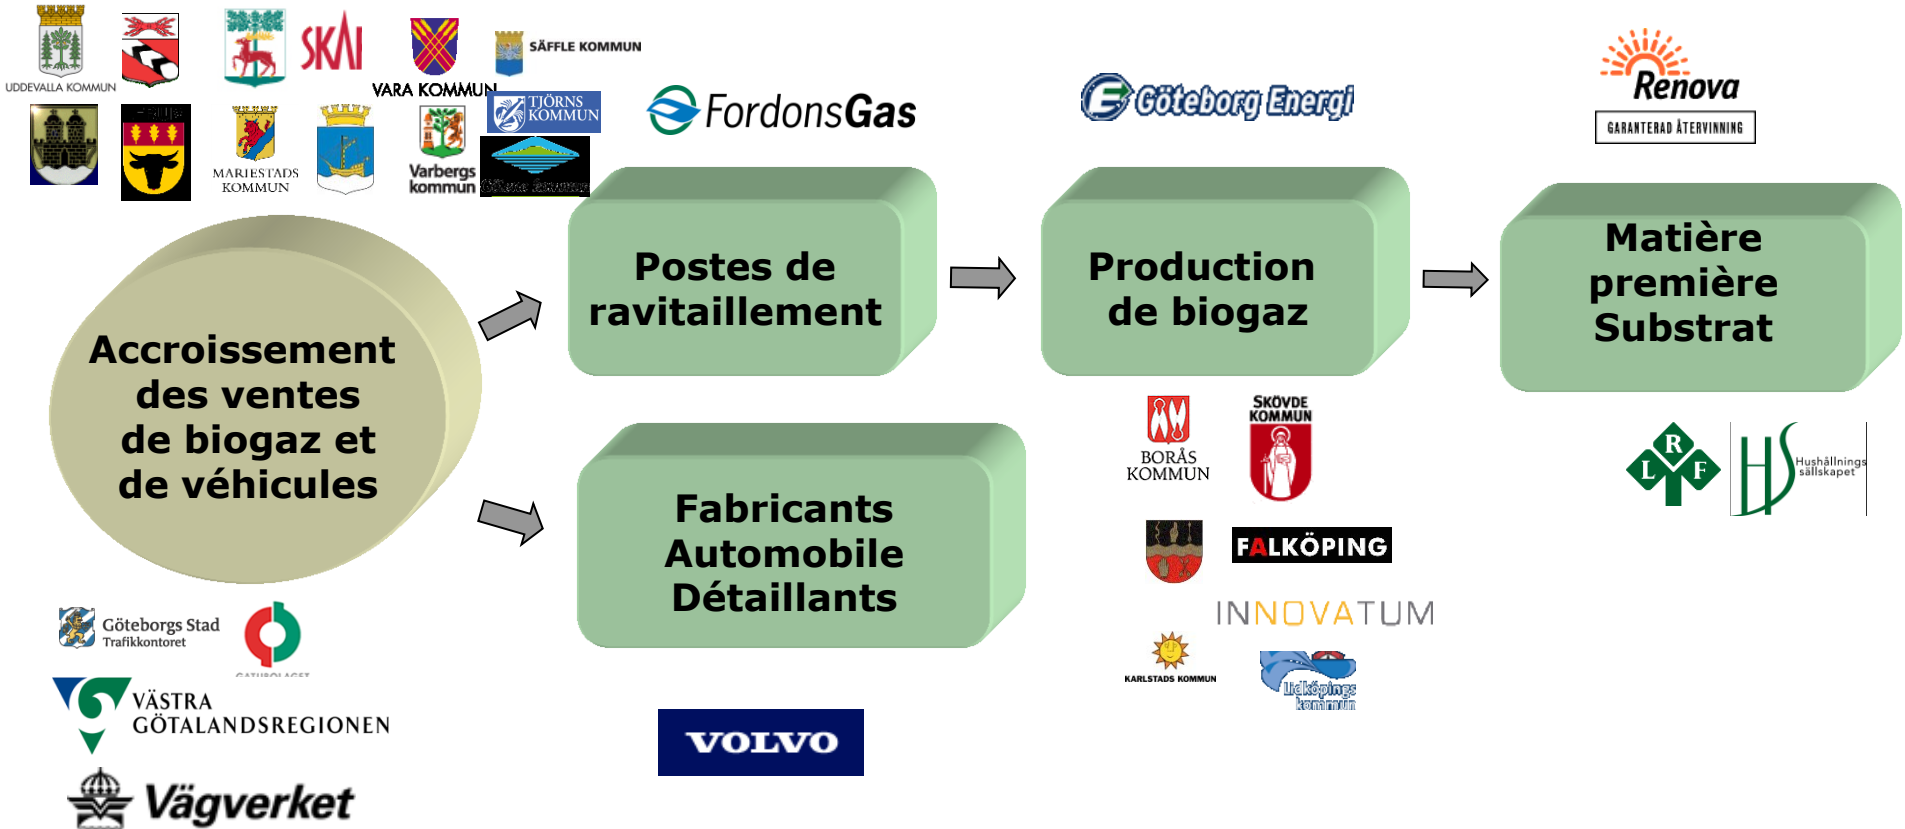 UDDEVALLA KOMMUN
SKAI
VARA KOMMUN
SÄFFLE KOMMUN
MARIESTADS
KOMMUN
Varbergs
kommun
TJÖRNS
KOMMUN
FordonsGas
Göteborg Energi
Renova
GARANTERAD ÅTERVINNING
Accroissement
des ventes
de biogaz et
de véhicules
Postes de
ravitaillement
Production
de biogaz
Matière
première
Substrat
Fabricants
Automobile
Détaillants
BORÅS
KOMMUN
SKÖVDE
KOMMUN
FALKÖPING
INNOVATUM
KARLSTADS KOMMUN
Lidköpings
kommun
LRF
HS
Hushållnings
sällskapet
Göteborgs Stad
Trafikkontoret
GATUBOLAGET
VÄSTRA
GÖTALANDSREGIONEN
Vägverket
VOLVO